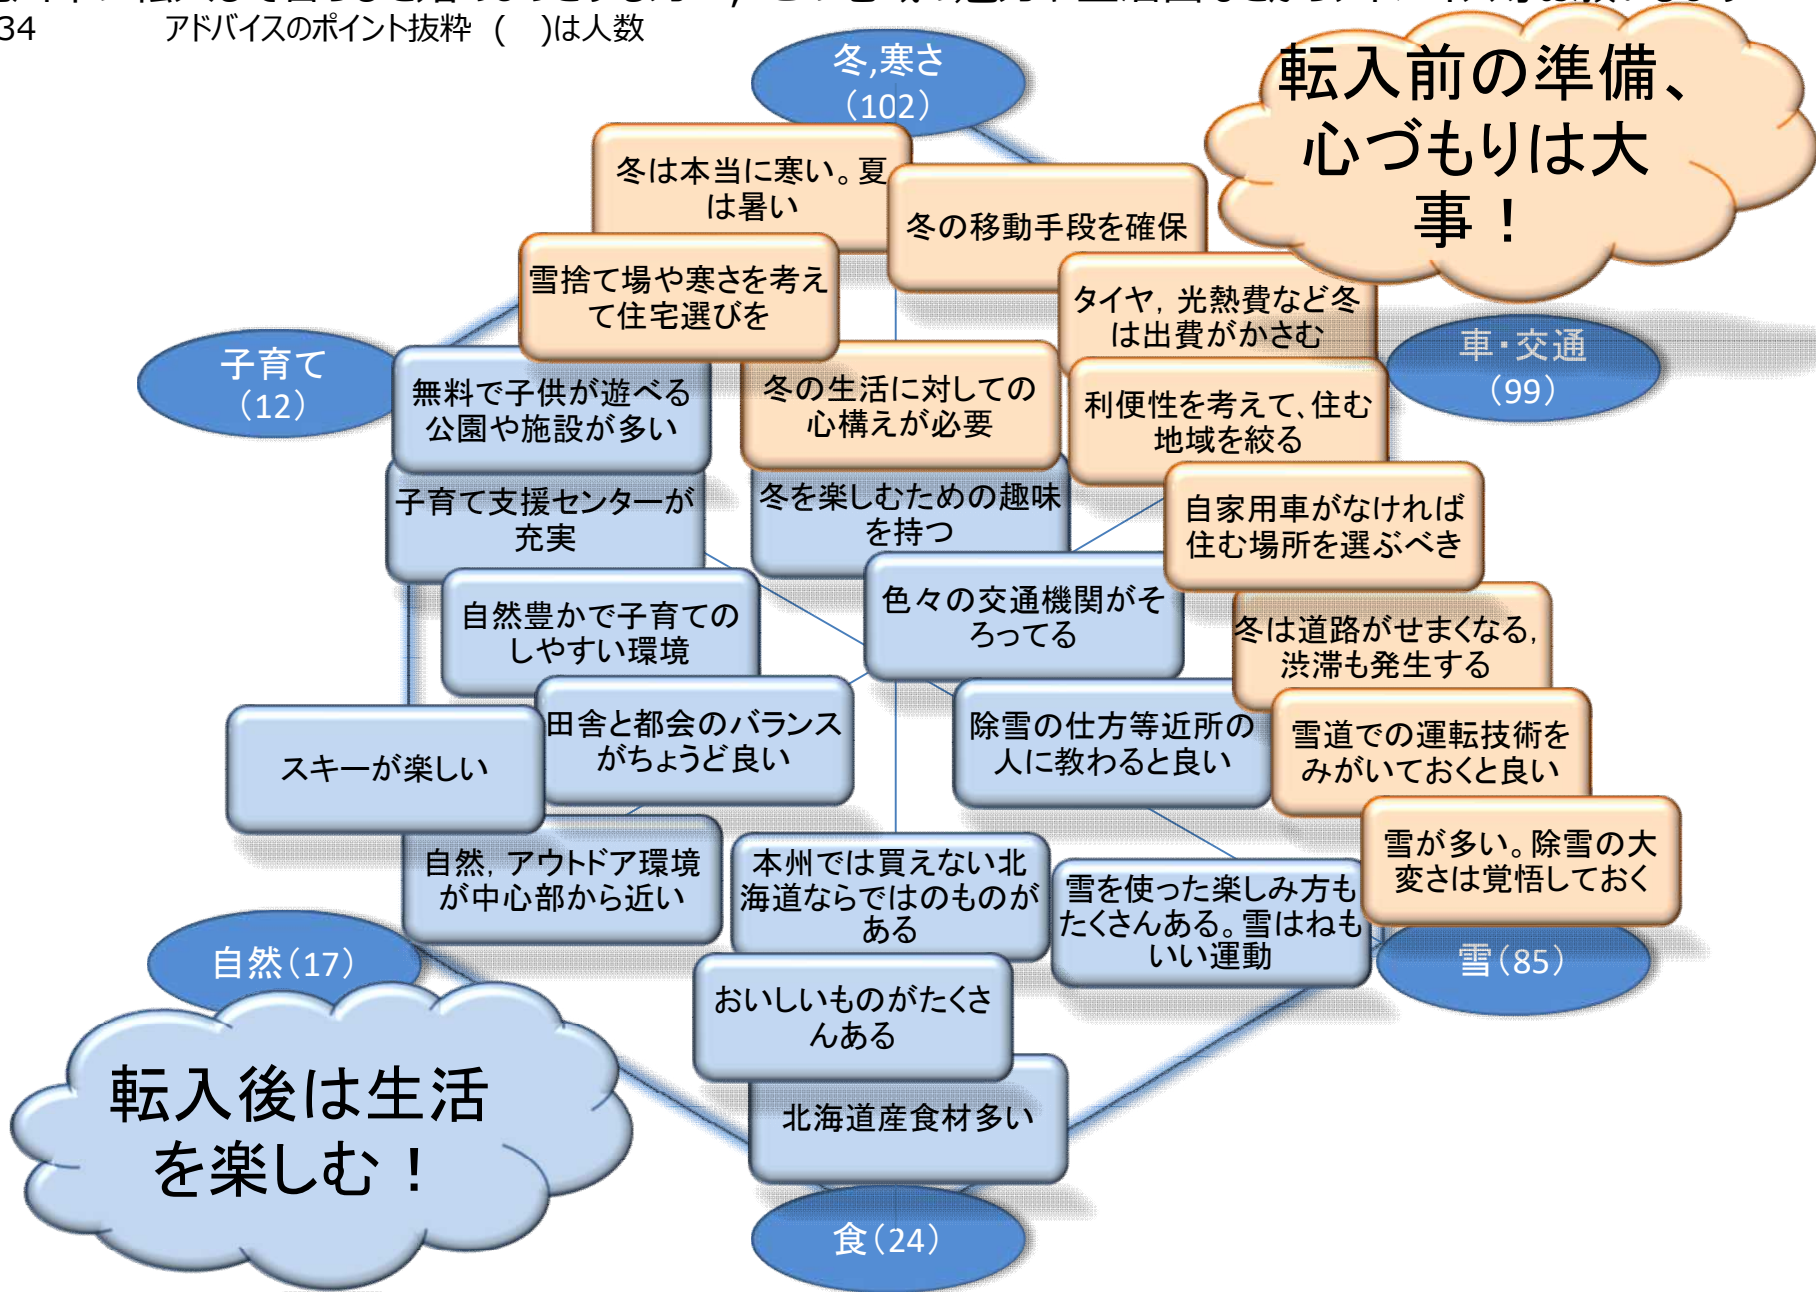 34 アドバイスのポイント抜粋 ( )は人数
冬,寒さ
(102)
転入前の準備、
心づもりは大
事！
冬は本当に寒い。夏
は暑い
冬の移動手段を確保
雪捨て場や寒さを考え
て住宅選びを
タイヤ，光熱費など冬
は出費がかさむ
子育て
(12)
車・交通
(99)
無料で子供が遊べる
公園や施設が多い
冬の生活に対しての
心構えが必要
利便性を考えて、住む
地域を絞る
子育て支援センターが
充実
冬を楽しむための趣味
を持つ
自家用車がなければ
住む場所を選ぶべき
自然豊かで子育ての
しやすい環境
色々の交通機関がそ
ろってる
冬は道路がせまくなる，
渋滞も発生する
スキーが楽しい
田舎と都会のバランス
がちょうど良い
除雪の仕方等近所の
人に教わると良い
雪道での運転技術を
みがいておくと良い
自然，アウトドア環境
が中心部から近い
本州では買えない北
海道ならではのものが
ある
雪を使った楽しみ方も
たくさんある。雪はねも
いい運動
雪が多い。除雪の大
変さは覚悟しておく
自然(17)
雪(85)
おいしいものがたくさ
んある
転入後は生活
を楽しむ！
北海道産食材多い
食(24)